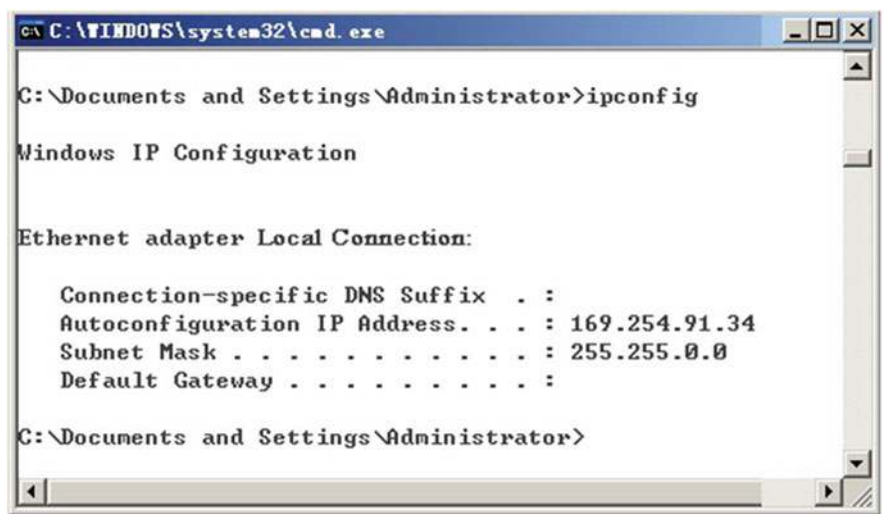 C:\WINDOWS\system32\cmd.exe
C:\Documents and Settings\Administrator>ipconfig
Windows IP Configuration
Ethernet adapter Local Connection:
Connection-specific DNS Suffix . :
Autoconfiguration IP Address. . . : 169.254.91.34
Subnet Mask . . . . . . . . . . . : 255.255.0.0
Default Gateway . . . . . . . . . :
C:\Documents and Settings\Administrator>